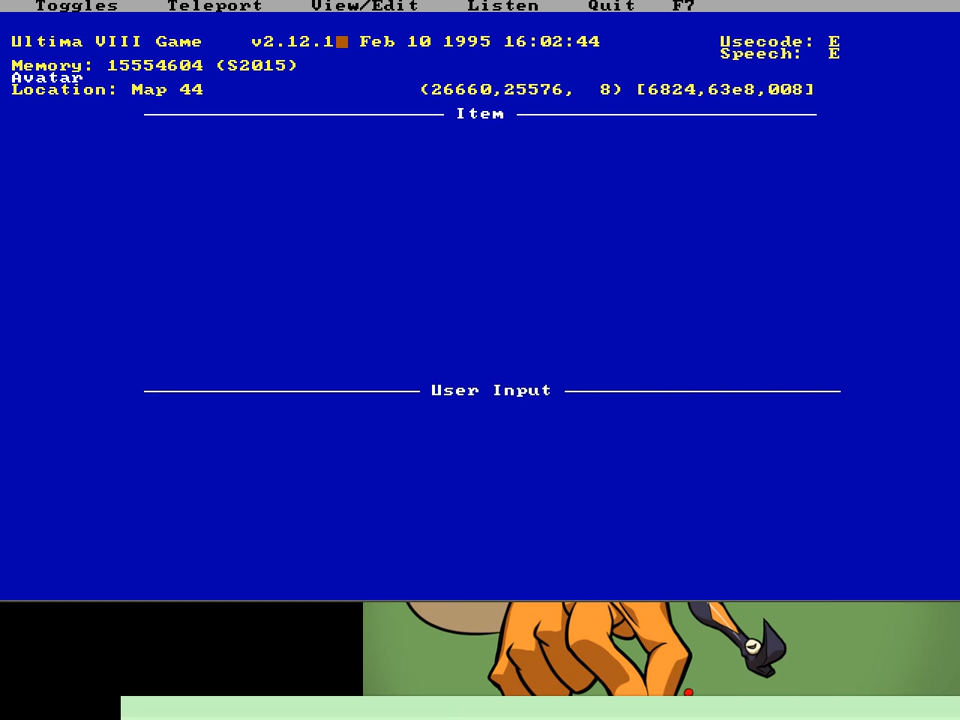 Toggles Teleport View/Edit Listen Quit F7
Ultima VIII Game v2.12.1 Feb 10 1995 16:02:44 Usecode: E
Speech: E
Memory: 15554604 (S2015)
Avatar
Location: Map 44 (26660,25576, 8) [6824,63e8,008]
Item
User Input